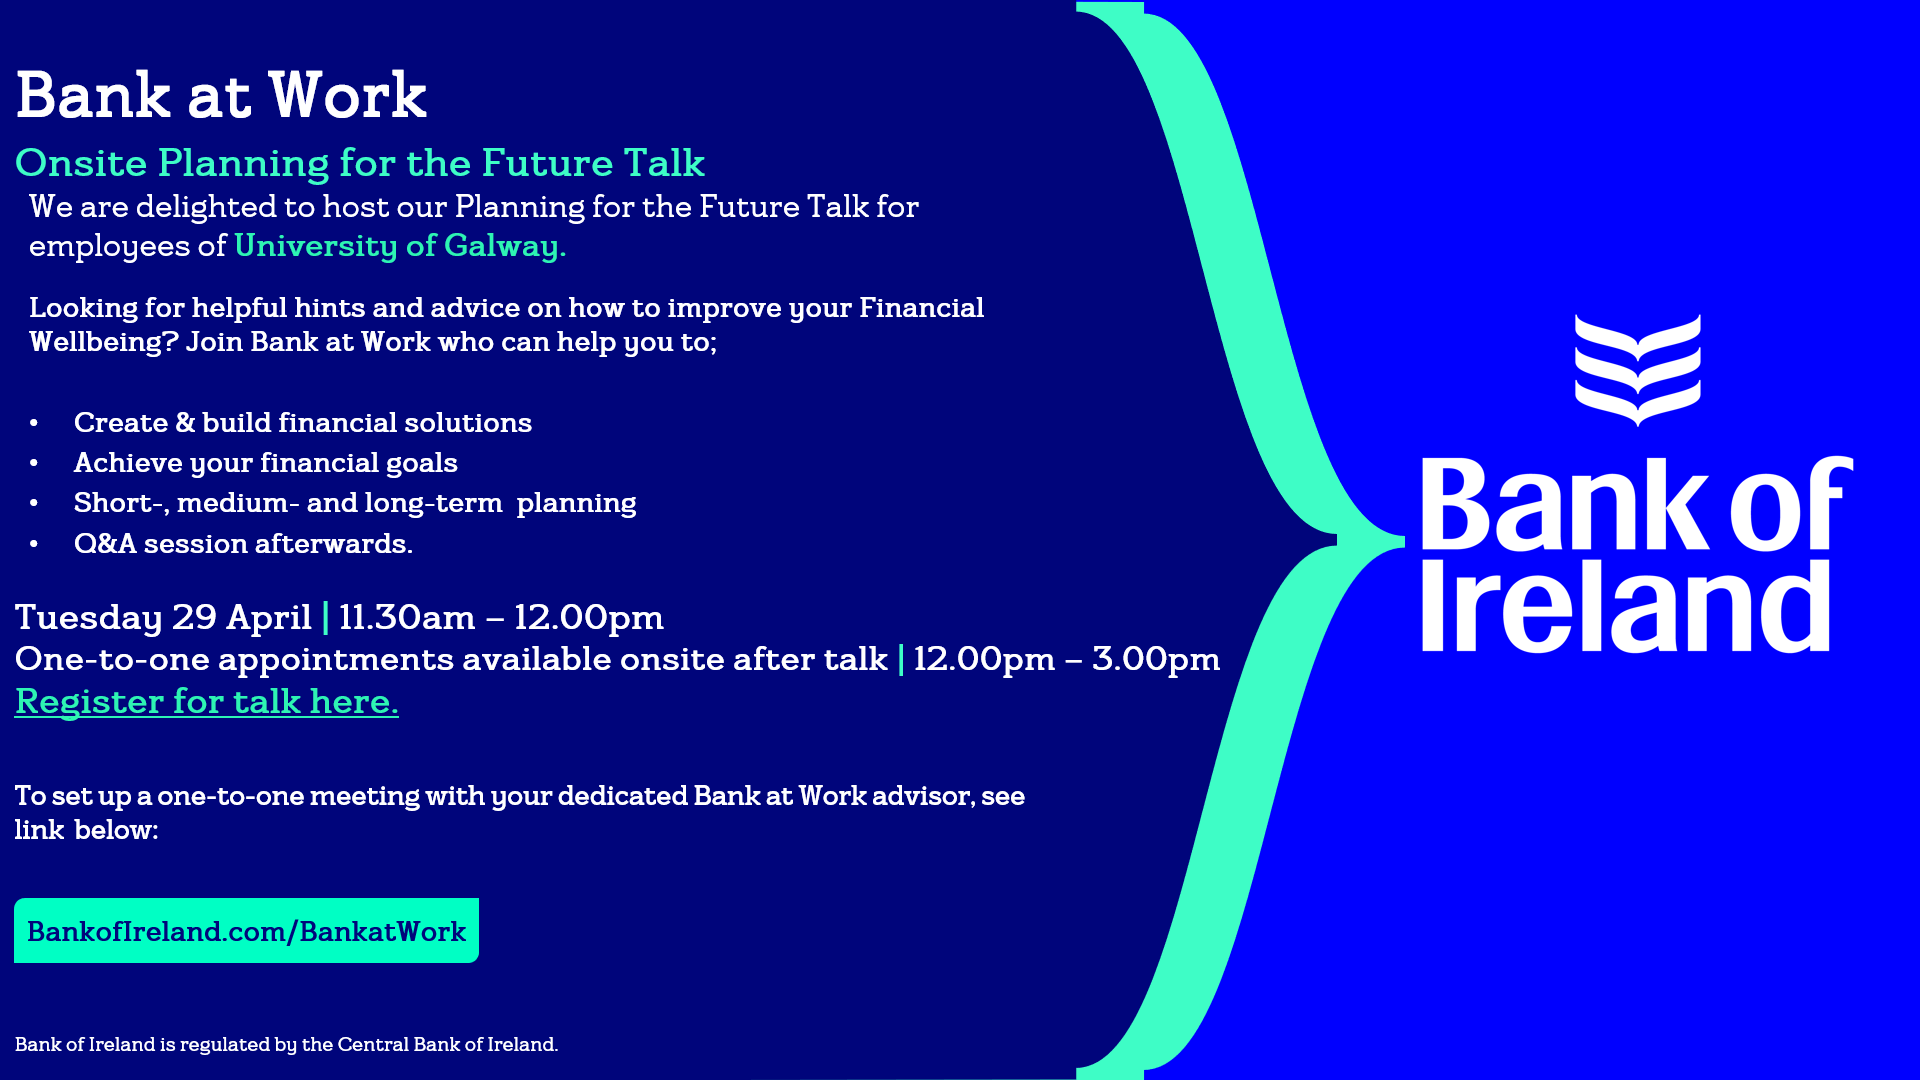 Bank at Work
Onsite Planning for the Future Talk
We are delighted to host our Planning for the Future Talk for
employees of University of Galway.
Looking for helpful hints and advice on how to improve your Financial
Wellbeing? Join Bank at Work who can help you to;
• Create & build financial solutions
• Achieve your financial goals
• Short-, medium- and long-term planning
• Q&A session afterwards.
Tuesday 29 April | 11.30am – 12.00pm
One-to-one appointments available onsite after talk | 12.00pm – 3.00pm
Register for talk here.
To set up a one-to-one meeting with your dedicated Bank at Work advisor, see
link below:
BankofIreland.com/BankatWork
Bank of Ireland is regulated by the Central Bank of Ireland.
Bank of
Ireland